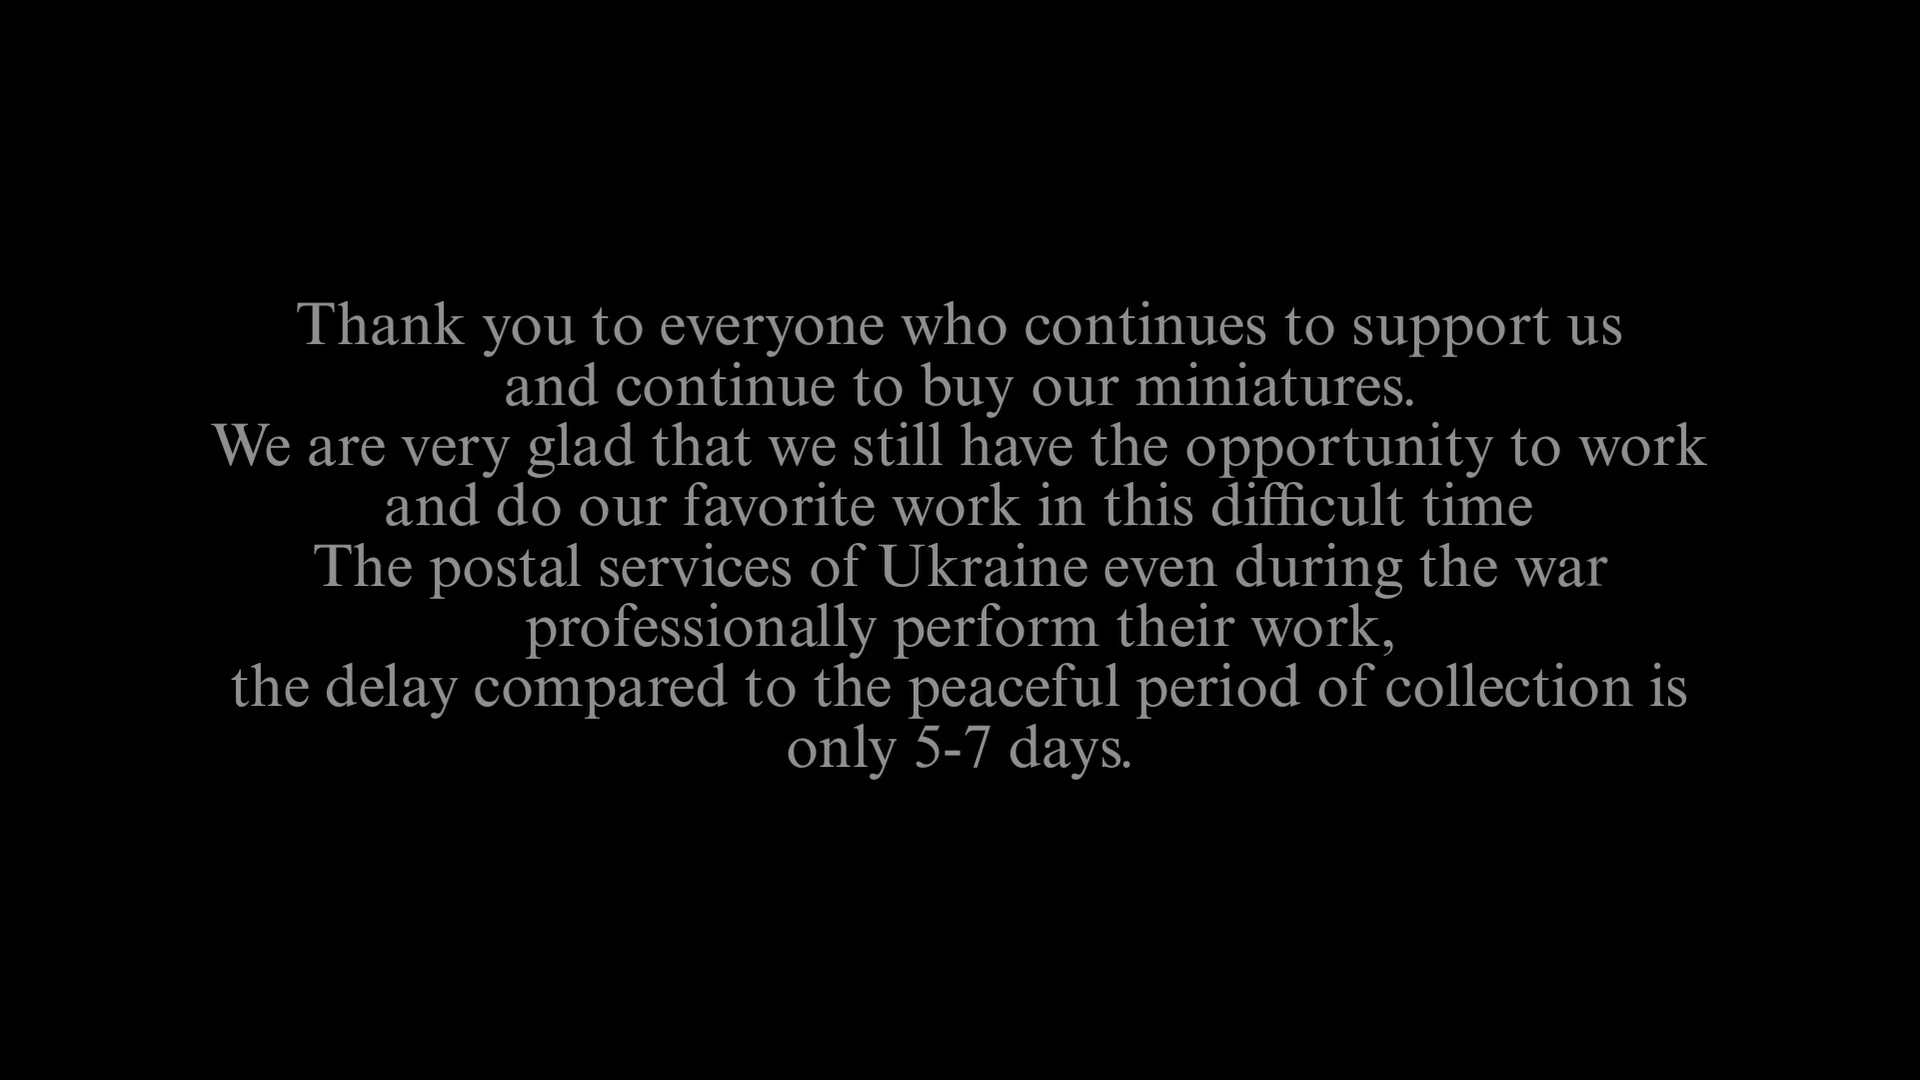 Thank you to everyone who continues to support us
and continue to buy our miniatures.
We are very glad that we still have the opportunity to work
and do our favorite work in this difficult time
The postal services of Ukraine even during the war
professionally perform their work,
the delay compared to the peaceful period of collection is
only 5-7 days.